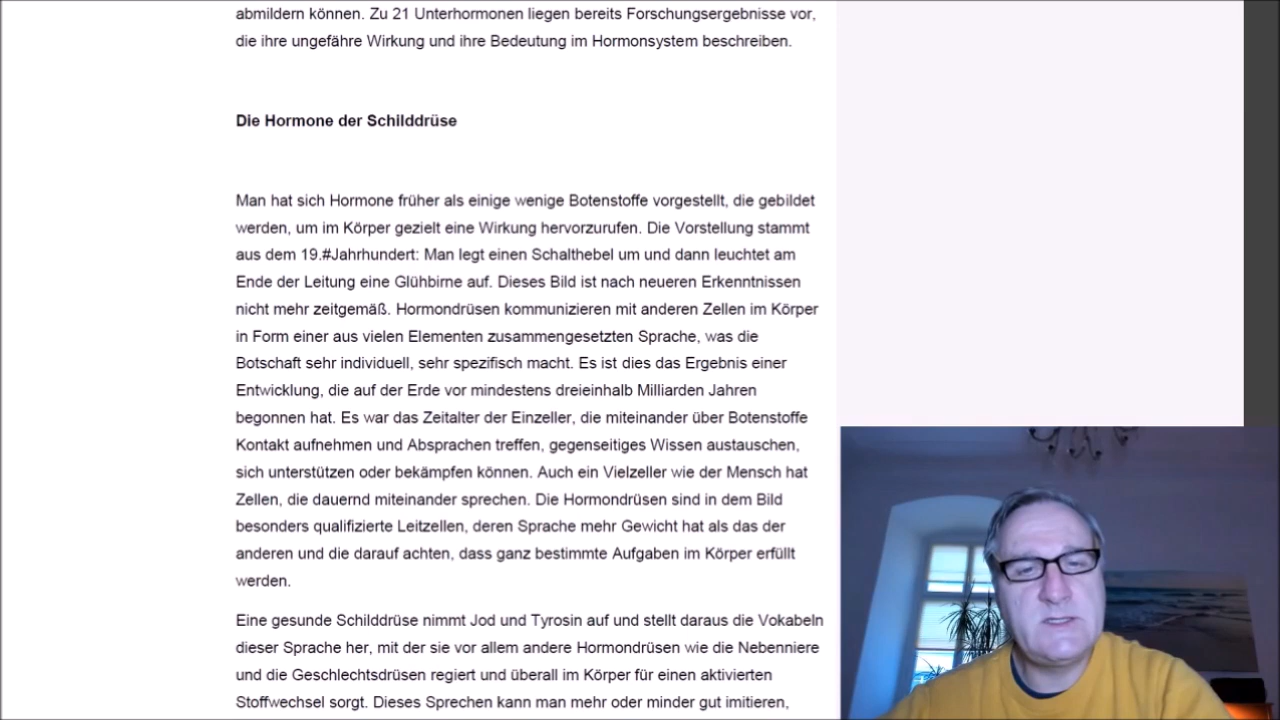 abmildern können. Zu 21 Unterhormonen liegen bereits Forschungsergebnisse vor,
die ihre ungefähre Wirkung und ihre Bedeutung im Hormonsystem beschreiben.
Die Hormone der Schilddrüse
Man hat sich Hormone früher als einige wenige Botenstoffe vorgestellt, die gebildet
werden, um im Körper gezielt eine Wirkung hervorzurufen. Die Vorstellung stammt
aus dem 19.#Jahrhundert: Man legt einen Schalthebel um und dann leuchtet am
Ende der Leitung eine Glühbirne auf. Dieses Bild ist nach neueren Erkenntnissen
nicht mehr zeitgemäß. Hormondrüsen kommunizieren mit anderen Zellen im Körper
in Form einer aus vielen Elementen zusammengesetzten Sprache, was die
Botschaft sehr individuell, sehr spezifisch macht. Es ist dies das Ergebnis einer
Entwicklung, die auf der Erde vor mindestens dreieinhalb Milliarden Jahren
begonnen hat. Es war das Zeitalter der Einzeller, die miteinander über Botenstoffe
Kontakt aufnehmen und Absprachen treffen, gegenseitiges Wissen austauschen,
sich unterstützen oder bekämpfen können. Auch ein Vielzeller wie der Mensch hat
Zellen, die dauernd miteinander sprechen. Die Hormondrüsen sind in dem Bild
besonders qualifizierte Leitzellen, deren Sprache mehr Gewicht hat als das der
anderen und die darauf achten, dass ganz bestimmte Aufgaben im Körper erfüllt
werden.
Eine gesunde Schilddrüse nimmt Jod und Tyrosin auf und stellt daraus die Vokabeln
dieser Sprache her, mit der sie vor allem andere Hormondrüsen wie die Nebenniere
und die Geschlechtsdrüsen regiert und überall im Körper für einen aktivierten
Stoffwechsel sorgt. Dieses Sprechen kann man mehr oder minder gut imitieren,